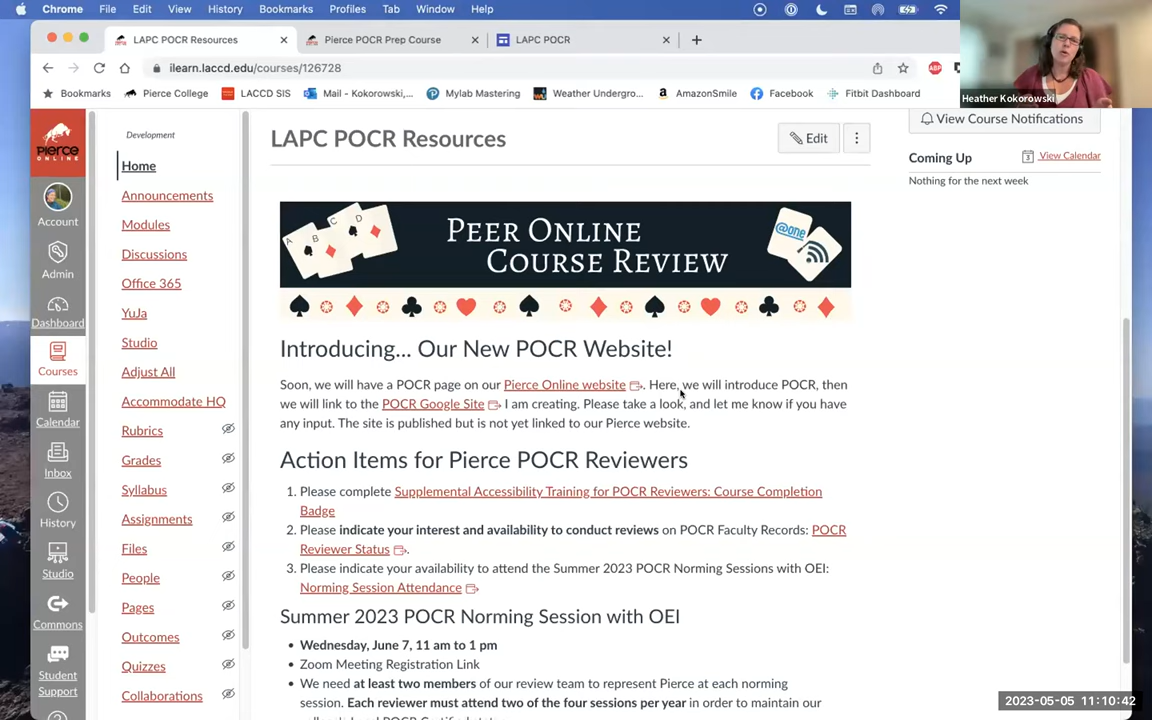 Chrome File Edit View History Bookmarks Profiles Tab Window Help
LAPC POCR Resources
Pierce POCR Prep Course
LAPC POCR
ilearn.laccd.edu/courses/126728
ABP
Bookmarks Pierce College LACCD SIS Mail - Kokorowski,... Mylab Mastering Weather Undergro... AmazonSmile Facebook Fitbit Dashboard
Heather Kokorowski
PIERCE
ONLINE
Account
Admin
Dashboard
Courses
Calendar
Inbox
History
Studio
Commons
Student
Support
Development
Home
Announcements
Modules
Discussions
Office 365
YuJa
Studio
Adjust All
Accommodate HQ
Rubrics
Grades
Syllabus
Assignments
Files
People
Pages
Outcomes
Quizzes
Collaborations
LAPC POCR Resources
Edit
A B C D
PEER ONLINE
COURSE REVIEW
@one
Introducing... Our New POCR Website!
Soon, we will have a POCR page on our Pierce Online website . Here, we will introduce POCR, then
we will link to the POCR Google Site I am creating. Please take a look, and let me know if you have
any input. The site is published but is not yet linked to our Pierce website.
Action Items for Pierce POCR Reviewers
1. Please complete Supplemental Accessibility Training for POCR Reviewers: Course Completion
Badge
2. Please indicate your interest and availability to conduct reviews on POCR Faculty Records: POCR
Reviewer Status .
3. Please indicate your availability to attend the Summer 2023 POCR Norming Sessions with OEI:
Norming Session Attendance
Summer 2023 POCR Norming Session with OEI
• Wednesday, June 7, 11 am to 1 pm
• Zoom Meeting Registration Link
• We need at least two members of our review team to represent Pierce at each norming
session. Each reviewer must attend two of the four sessions per year in order to maintain our
View Course Notifications
Coming Up
3 View Calendar
Nothing for the next week
2023-05-05 11:10:42